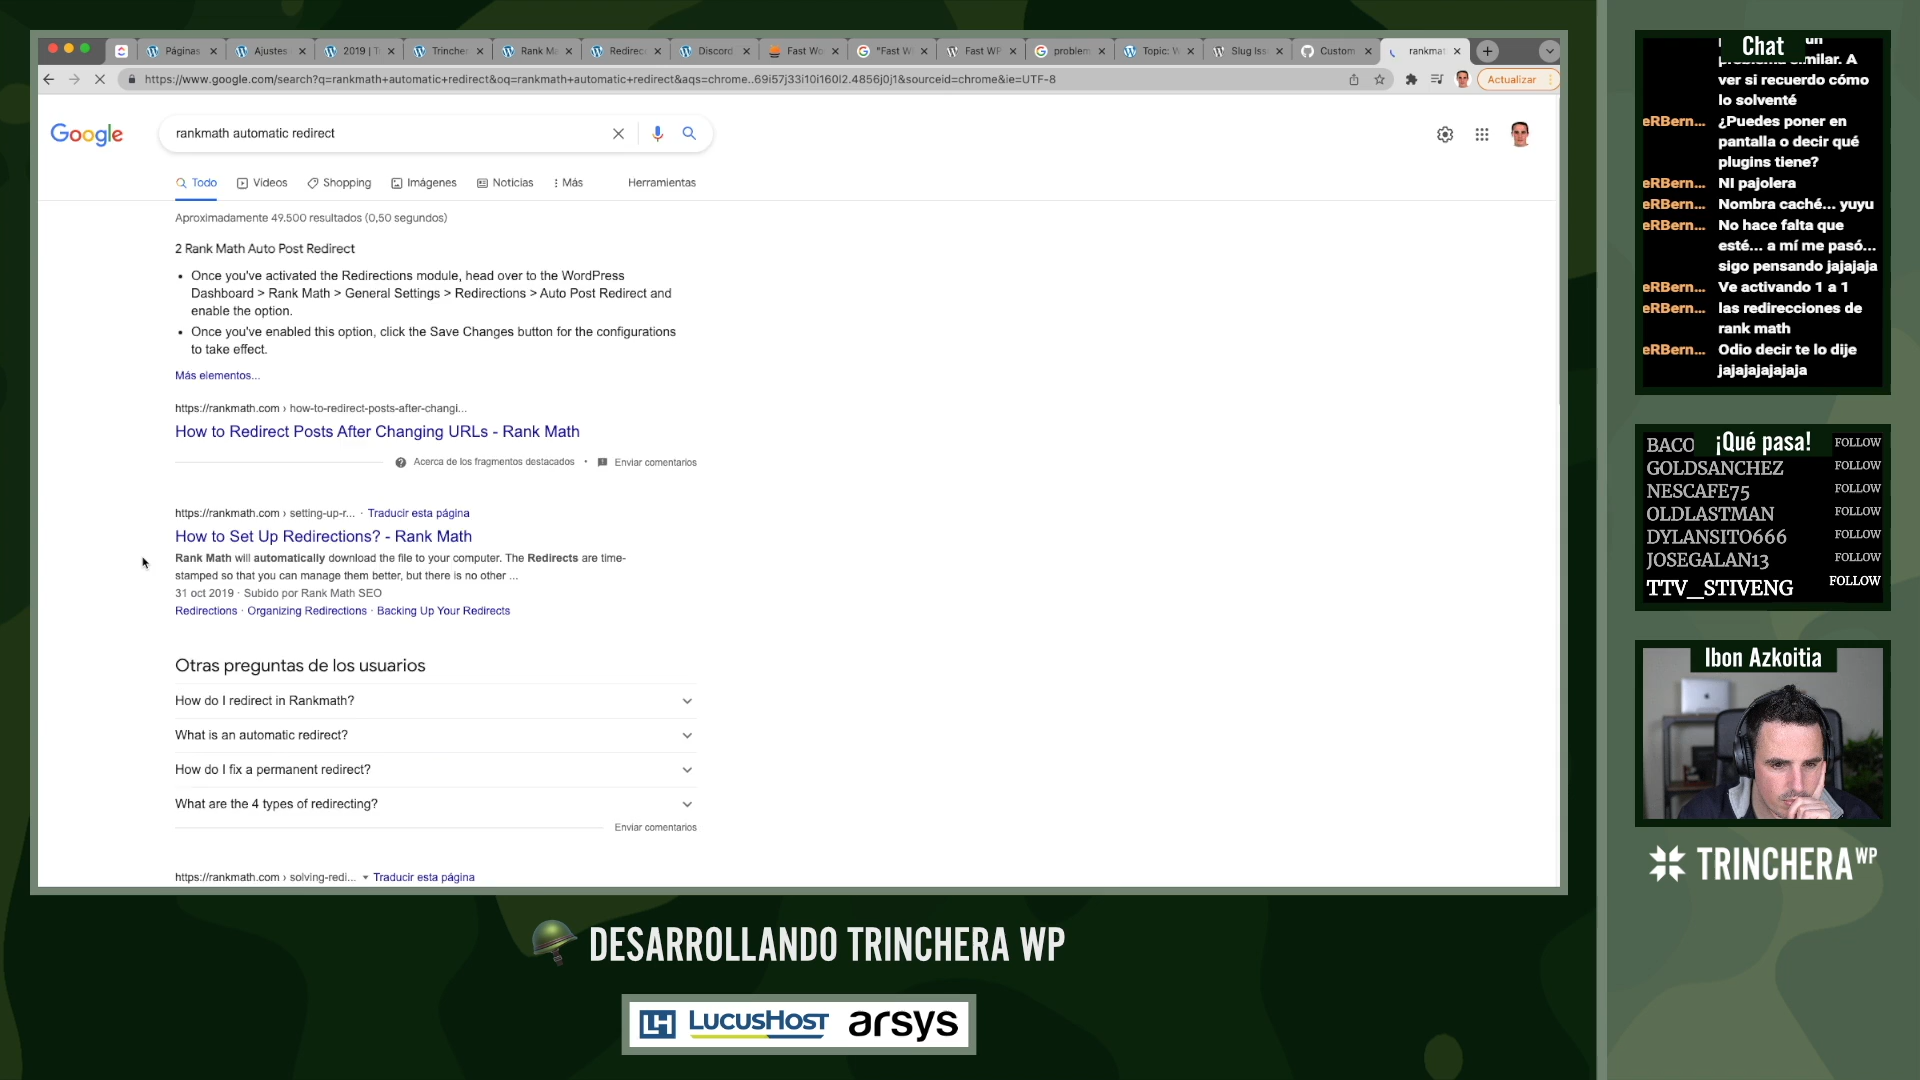 Páginas
Ajustes
2019 | T
Trinche
Rank M
Redirec
Discord
Fast Wo
"Fast W
Fast WP
problem
Topic: W
Slug Iss
Custom
rankmat
https://www.google.com/search?q=rankmath+automatic+redirect&oq=rankmath+automatic+redirect&aqs=chrome..69i57j33i10i160l2.4856j0j1&sourceid=chrome&ie=UTF-8
Actualizar
Google
rankmath automatic redirect
Todo
Vídeos
Shopping
Imágenes
Noticias
Más
Herramientas
Aproximadamente 49.500 resultados (0,50 segundos)
2 Rank Math Auto Post Redirect
• Once you've activated the Redirections module, head over to the WordPress
Dashboard > Rank Math > General Settings > Redirections > Auto Post Redirect and
enable the option.
• Once you've enabled this option, click the Save Changes button for the configurations
to take effect.
Más elementos...
https://rankmath.com › how-to-redirect-posts-after-changi...
How to Redirect Posts After Changing URLs - Rank Math
Acerca de los fragmentos destacados • Enviar comentarios
https://rankmath.com › setting-up-r... · Traducir esta página
How to Set Up Redirections? - Rank Math
Rank Math will automatically download the file to your computer. The Redirects are time-
stamped so that you can manage them better, but there is no other ...
31 oct 2019 · Subido por Rank Math SEO
Redirections · Organizing Redirections · Backing Up Your Redirects
Otras preguntas de los usuarios
How do I redirect in Rankmath?
What is an automatic redirect?
How do I fix a permanent redirect?
What are the 4 types of redirecting?
Enviar comentarios
https://rankmath.com › solving-redi... Traducir esta página
Chat
problema similar. A
ver si recuerdo cómo
lo solventé
eRBern... ¿Puedes poner en
pantalla o decir qué
plugins tiene?
eRBern... NI pajolera
eRBern... Nombra caché... yuyu
eRBern... No hace falta que
esté... a mí me pasó...
sigo pensando jajajaja
eRBern... Ve activando 1 a 1
eRBern... las redirecciones de
rank math
eRBern... Odio decir te lo dije
jajajajajajaja
¡Qué pasa!
BACO FOLLOW
GOLDSANCHEZ FOLLOW
NESCAFE75 FOLLOW
OLDLASTMAN FOLLOW
DYLANSITO666 FOLLOW
JOSEGALAN13 FOLLOW
TTV_STIVENG FOLLOW
Ibon Azkoitia
TRINCHERA WP
DESARROLLANDO TRINCHERA WP
LH LUCUSHOST arsys